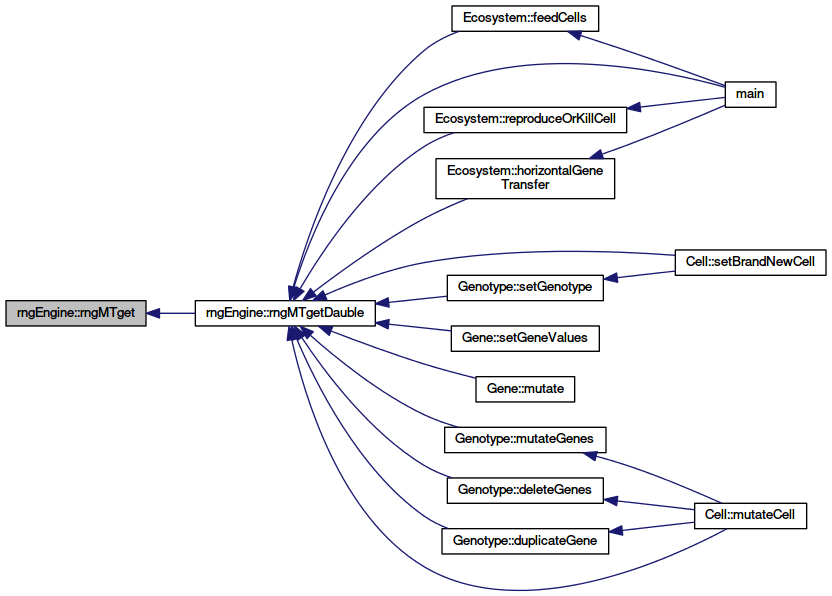 Ecosystem::feedCells
main
Ecosystem::reproduceOrKillCell
Ecosystem::horizontalGene
Transfer
Cell::setBrandNewCell
Genotype::setGenotype
rngEngine::rngMTget
rngEngine::rngMTgetDauble
Gene::setGeneValues
Gene::mutate
Genotype::mutateGenes
Genotype::deleteGenes
Cell::mutateCell
Genotype::duplicateGene